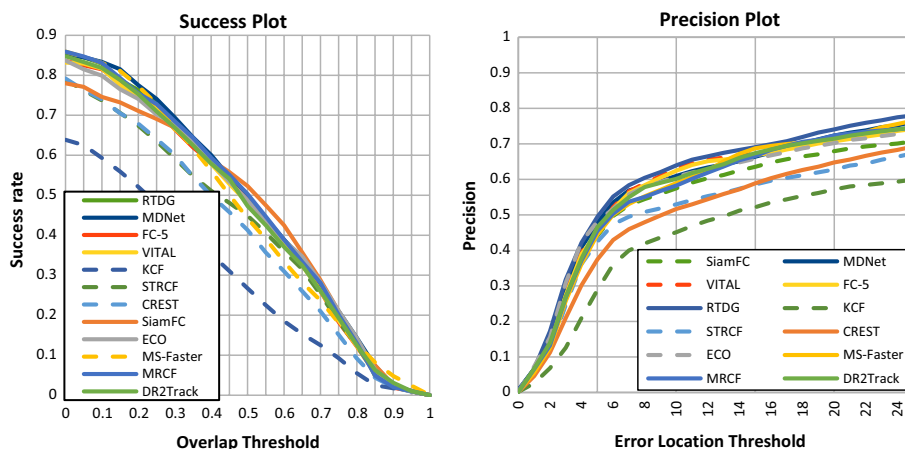 Success Plot
0.9
0.8
0.7
0.6
0.5
0.4
0.3
0.2
0.1
0
Success rate
RTDG
MDNet
FC-5
VITAL
KCF
STRCF
CREST
SiamFC
ECO
MS-Faster
MRCF
DR2Track
0 0.1 0.2 0.3 0.4 0.5 0.6 0.7 0.8 0.9 1
Overlap Threshold
Precision Plot
1
0.9
0.8
0.7
0.6
0.5
0.4
0.3
0.2
0.1
0
Precision
SiamFC MDNet
VITAL FC-5
RTDG KCF
STRCF CREST
ECO MS-Faster
MRCF DR2Track
0 2 4 6 8 10 12 14 16 18 20 22 24
Error Location Threshold